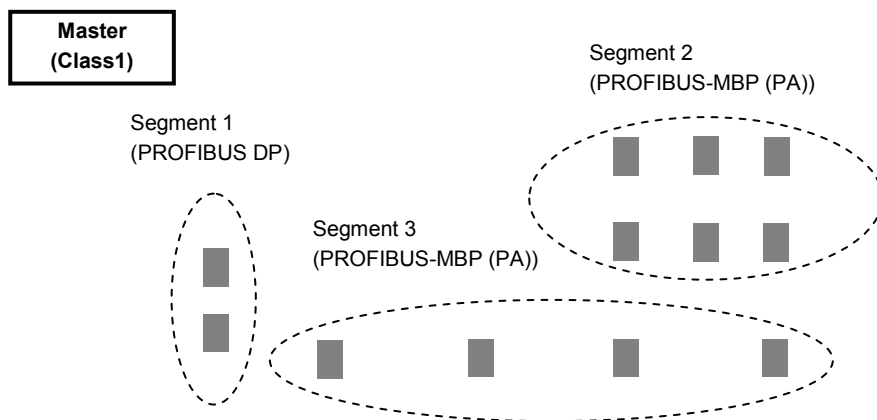 Master
(Class1)
Segment 2
(PROFIBUS-MBP (PA))
Segment 1
(PROFIBUS DP)
Segment 3
(PROFIBUS-MBP (PA))